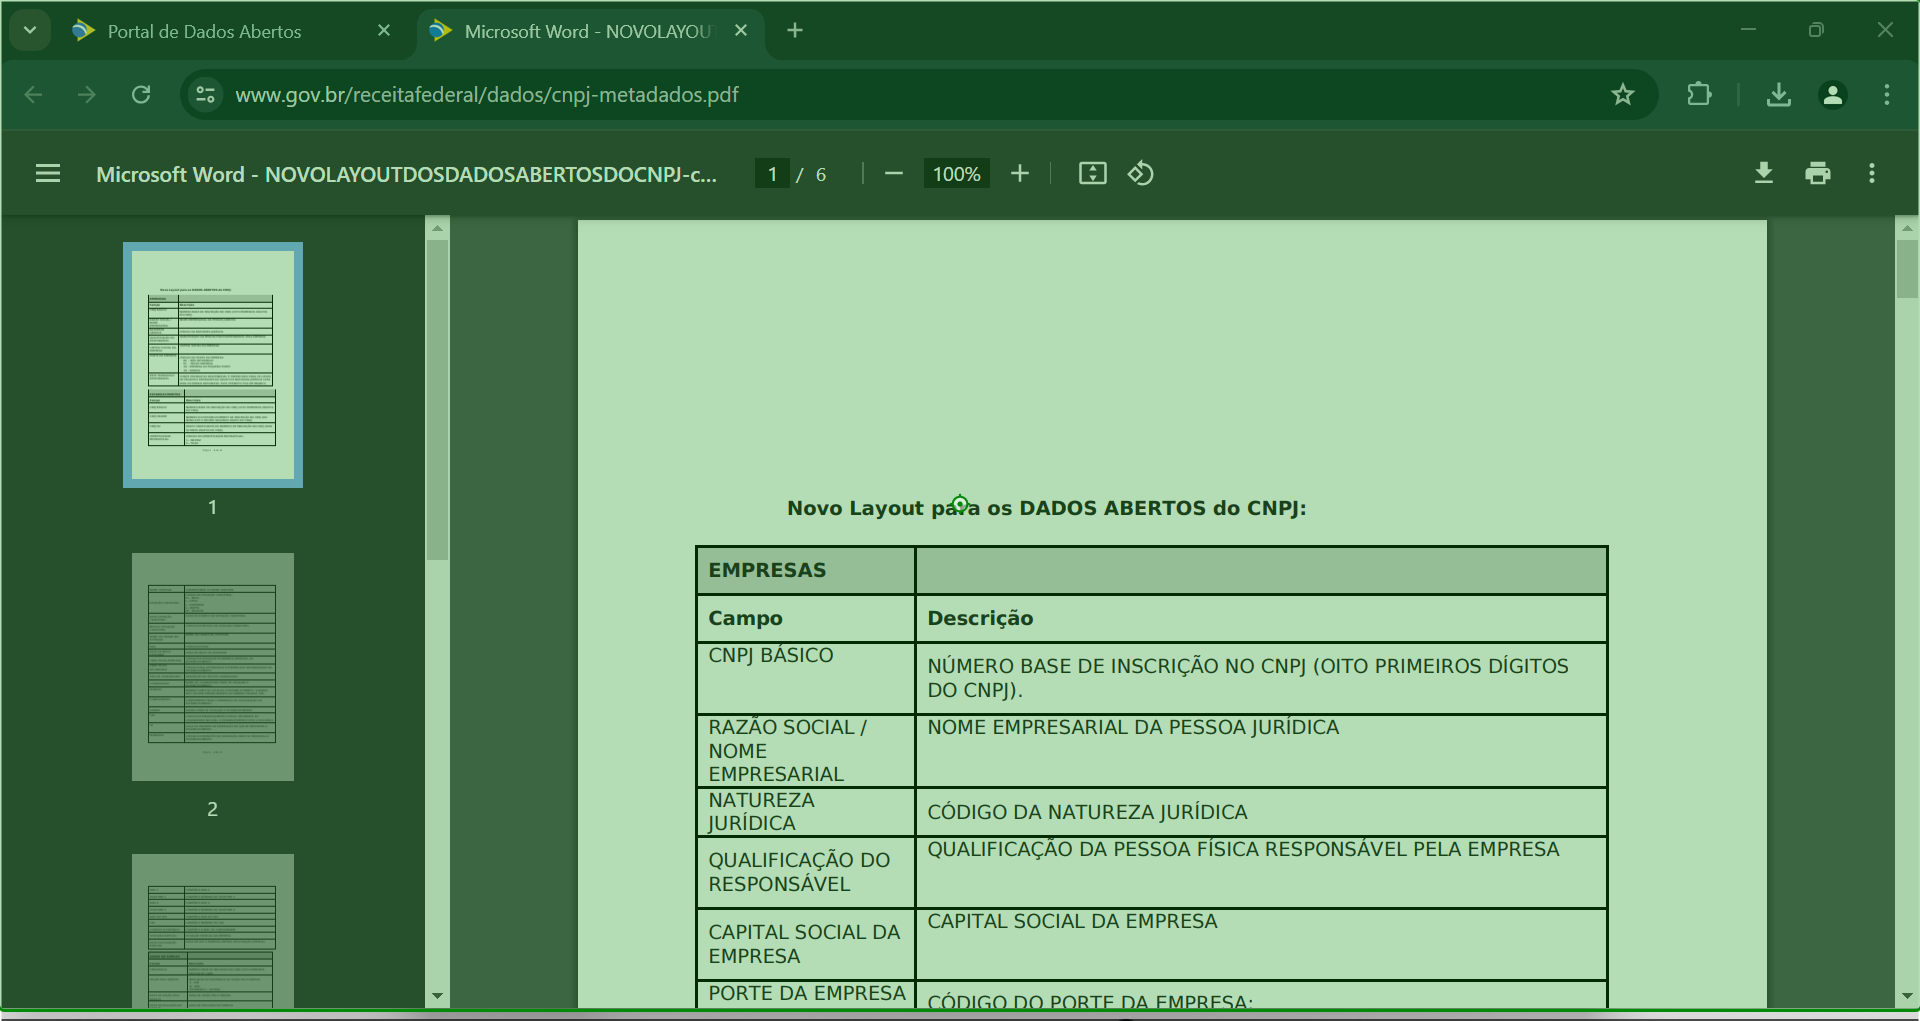 Portal de Dados Abertos
Microsoft Word - NOVOLAYOU
www.gov.br/receitafederal/dados/cnpj-metadados.pdf
Microsoft Word - NOVOLAYOUTDOSDADOSABERTOSDOCNPJ-c...
1 / 6
100%
1
2
Novo Layout para os DADOS ABERTOS do CNPJ:
EMPRESAS
Campo
Descrição
CNPJ BÁSICO
NÚMERO BASE DE INSCRIÇÃO NO CNPJ (OITO PRIMEIROS DÍGITOS
DO CNPJ).
RAZÃO SOCIAL /
NOME
EMPRESARIAL
NOME EMPRESARIAL DA PESSOA JURÍDICA
NATUREZA
JURÍDICA
CÓDIGO DA NATUREZA JURÍDICA
QUALIFICAÇÃO DO
RESPONSÁVEL
QUALIFICAÇÃO DA PESSOA FÍSICA RESPONSÁVEL PELA EMPRESA
CAPITAL SOCIAL DA
EMPRESA
CAPITAL SOCIAL DA EMPRESA
PORTE DA EMPRESA
CÓDIGO DO PORTE DA EMPRESA: